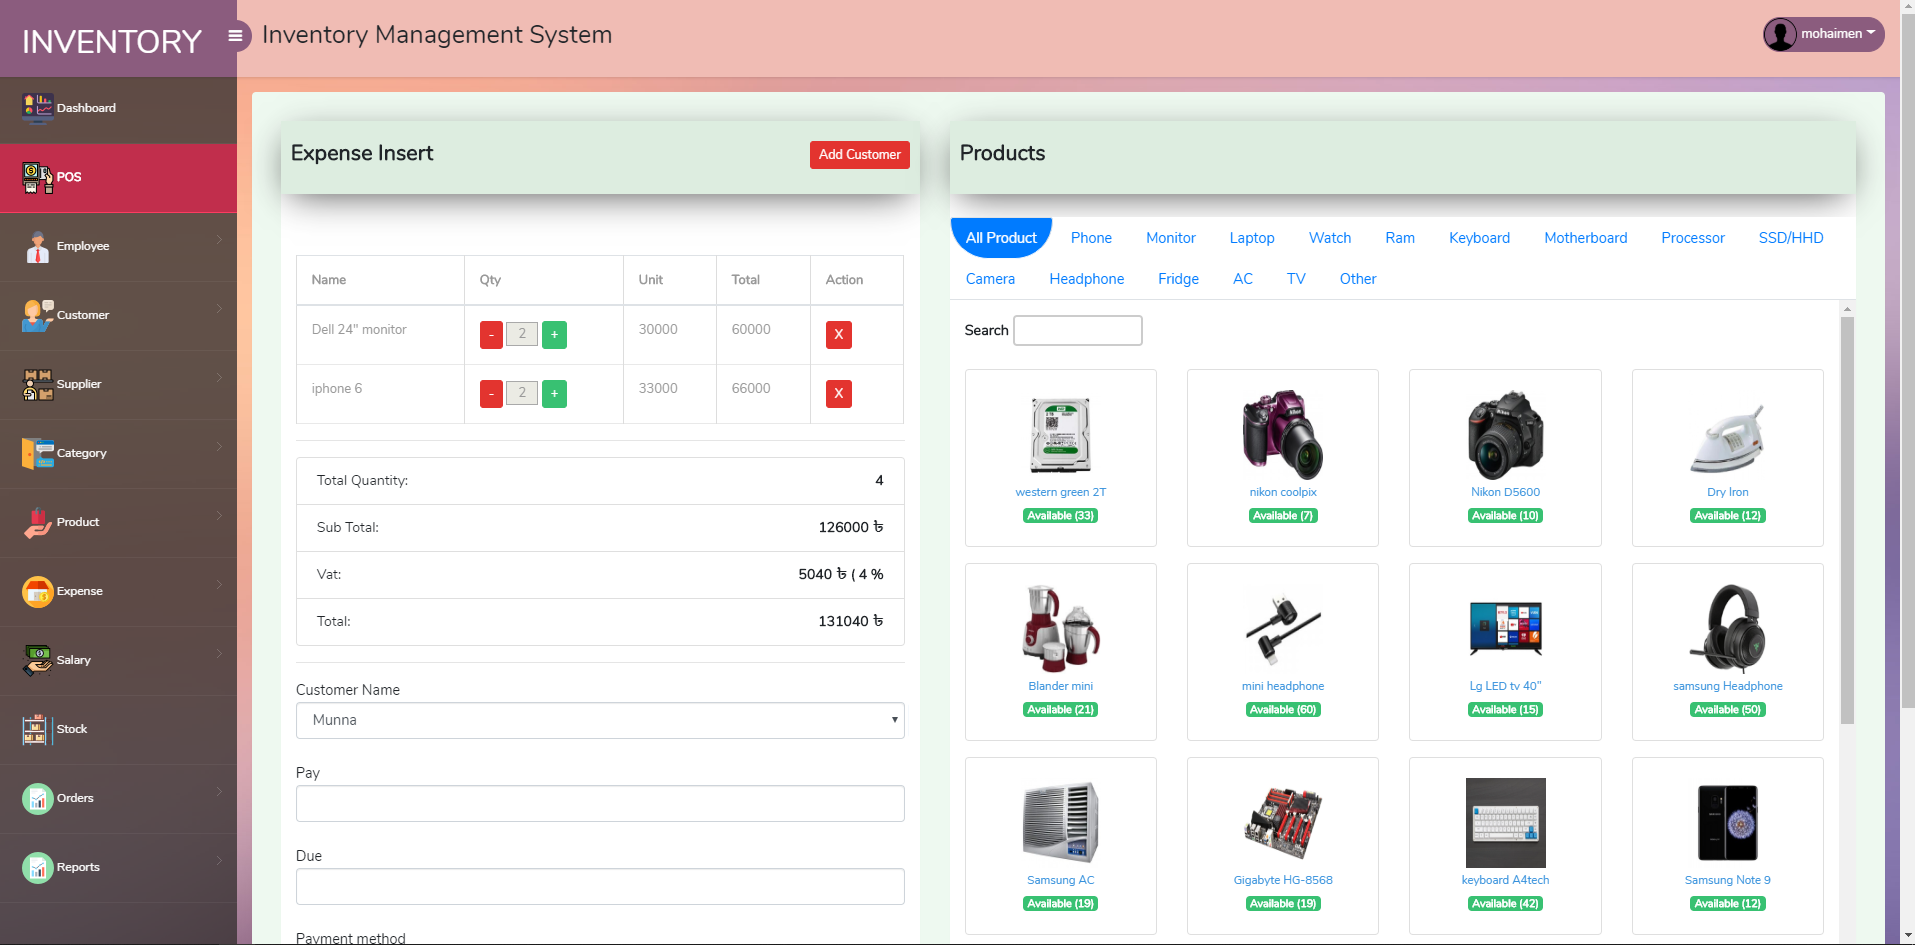 INVENTORY
Inventory Management System
mohaimen
Dashboard
POS
Employee
Customer
Supplier
Category
Product
Expense
Salary
Stock
Orders
Reports
Expense Insert
Add Customer
Name Qty Unit Total Action
Dell 24" monitor - 2 + 30000 60000 X
iphone 6 - 2 + 33000 66000 X
Total Quantity: 4
Sub Total: 126000 ৳
Vat: 5040 ৳ ( 4 %
Total: 131040 ৳
Customer Name
Munna
Pay
Due
Payment method
Products
All Product Phone Monitor Laptop Watch Ram Keyboard Motherboard Processor SSD/HHD
Camera Headphone Fridge AC TV Other
Search
western green 2T
Available (33)
nikon coolpix
Available (7)
Nikon D5600
Available (10)
Dry Iron
Available (12)
Blander mini
Available (21)
mini headphone
Available (60)
Lg LED tv 40"
Available (15)
samsung Headphone
Available (50)
Samsung AC
Available (19)
Gigabyte HG-8568
Available (19)
keyboard A4tech
Available (42)
Samsung Note 9
Available (12)